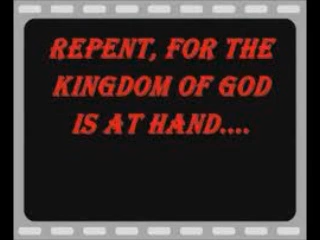 REPENT, FOR THE
KINGDOM OF GOD
IS AT HAND....